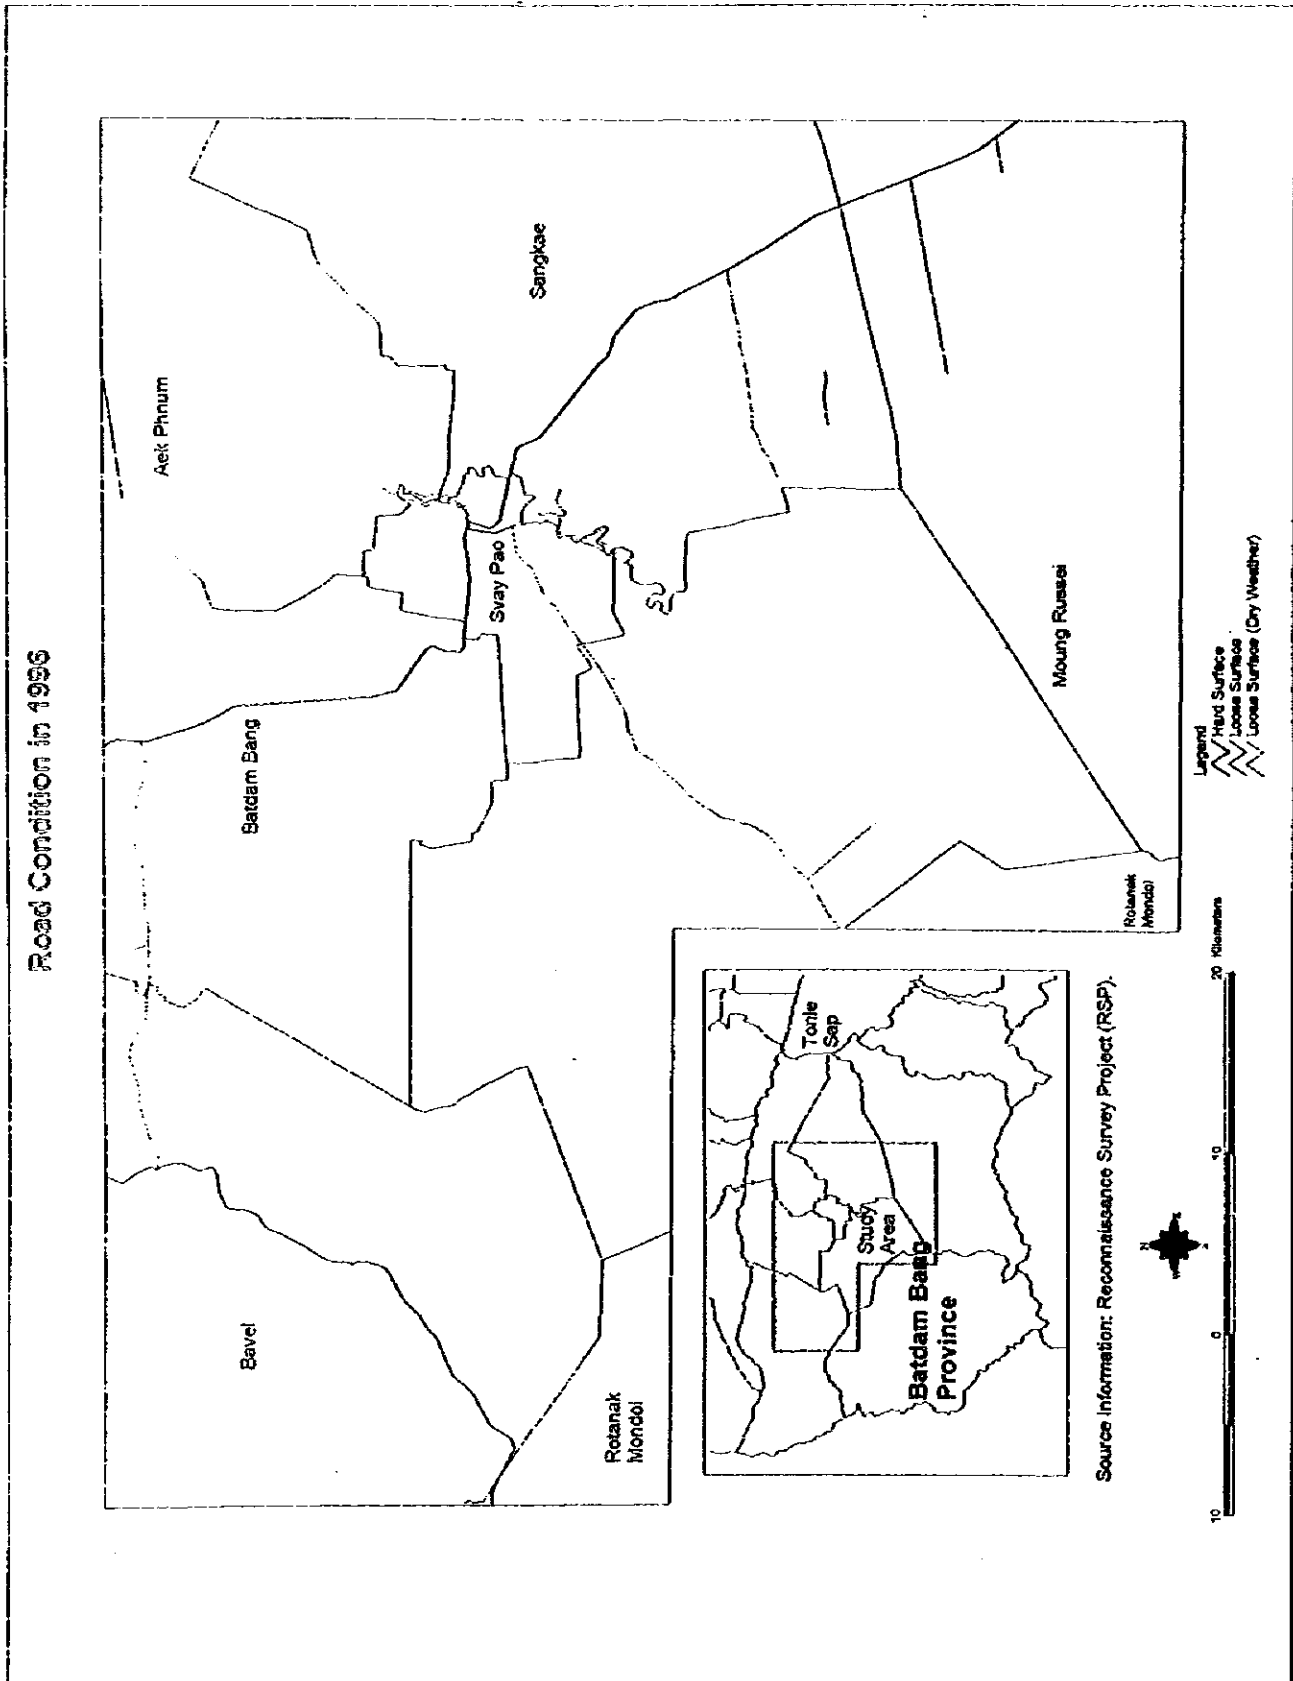 Road Condition in 1996
Aek Phnum
Sangkae
Batdam Bang
Svay Pao
Bavel
Moung Russei
Rotanak
Mondol
Rotanak
Mondol
Tonle
Sap
Study
Area
Batdam Bang
Province
Source Information: Reconnaissance Survey Project (RSP).
Legend
Hard Surface
Loose Surface
Loose Surface (Dry Weather)
N
W
E
S
10 0 10 20 Kilometers